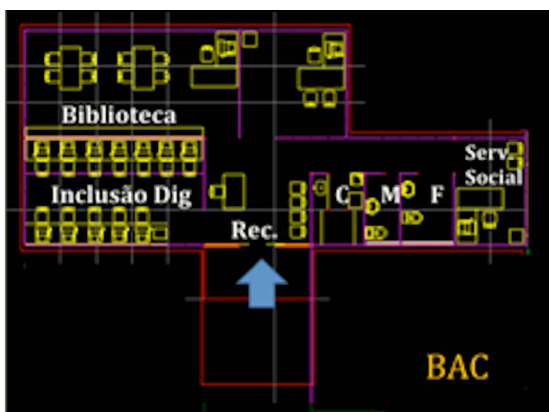 Biblioteca
Serv.
Social
Inclusão Dig
C M F
Rec.
BAC